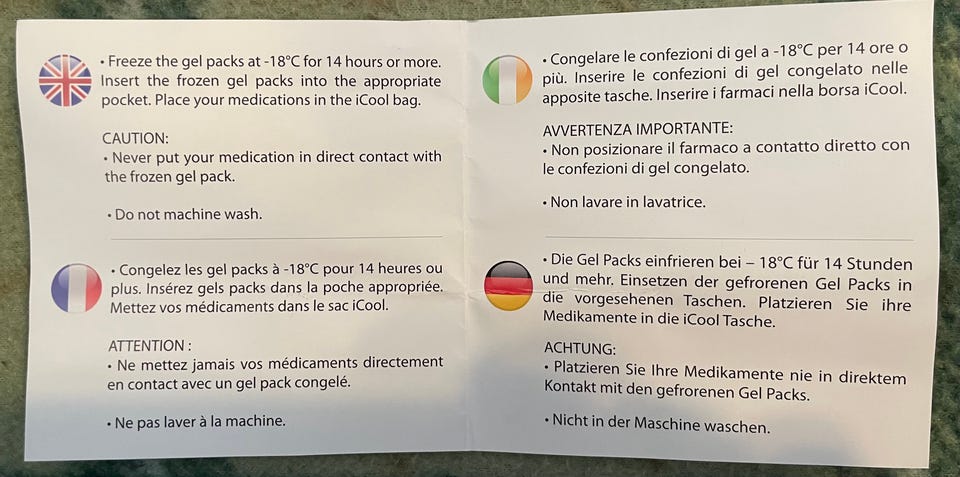 • Freeze the gel packs at -18°C for 14 hours or more.
Insert the frozen gel packs into the appropriate
pocket. Place your medications in the iCool bag.
CAUTION:
• Never put your medication in direct contact with
the frozen gel pack.
• Do not machine wash.
• Congelez les gel packs à -18°C pour 14 heures ou
plus. Insérez gels packs dans la poche appropriée.
Mettez vos médicaments dans le sac iCool.
ATTENTION :
• Ne mettez jamais vos médicaments directement
en contact avec un gel pack congelé.
• Ne pas laver à la machine.
• Congelare le confezioni di gel a -18°C per 14 ore o
più. Inserire le confezioni di gel congelato nelle
apposite tasche. Inserire i farmaci nella borsa iCool.
AVVERTENZA IMPORTANTE:
• Non posizionare il farmaco a contatto diretto con
le confezioni di gel congelato.
• Non lavare in lavatrice.
• Die Gel Packs einfrieren bei – 18°C für 14 Stunden
und mehr. Einsetzen der gefrorenen Gel Packs in
die vorgesehenen Taschen. Platzieren Sie ihre
Medikamente in die iCool Tasche.
ACHTUNG:
• Platzieren Sie Ihre Medikamente nie in direktem
Kontakt mit den gefrorenen Gel Packs.
• Nicht in der Maschine waschen.